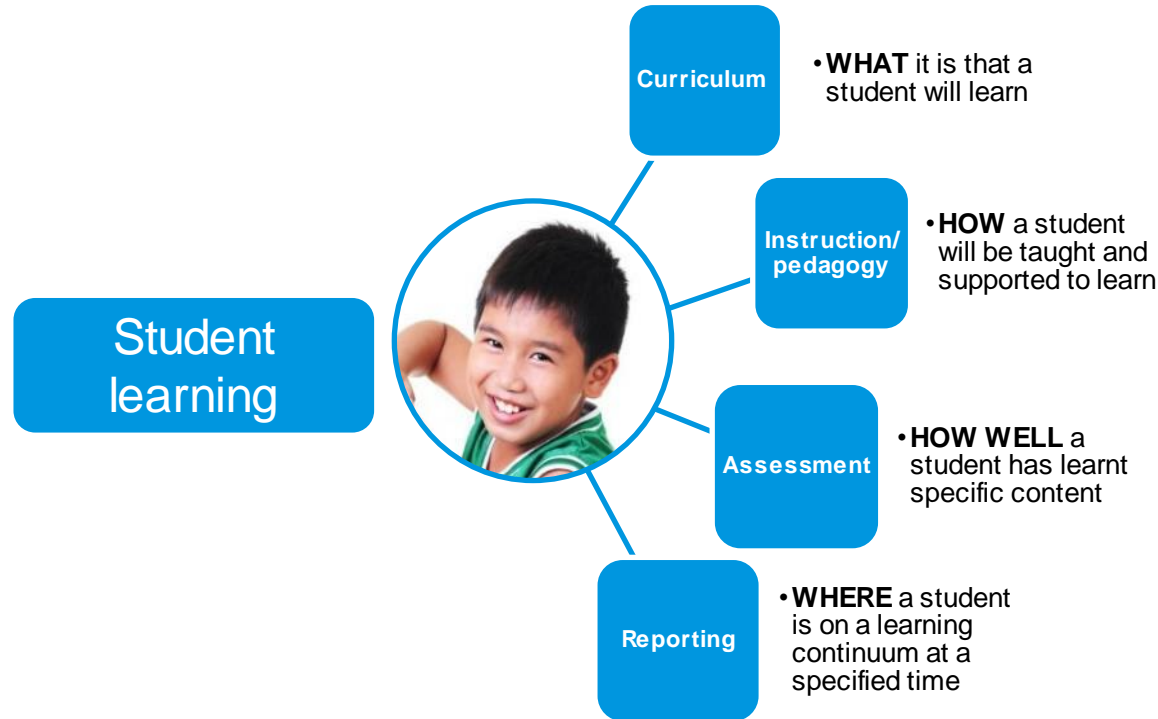 Student
learning
Curriculum
•WHAT it is that a
student will learn
Instruction/
pedagogy
•HOW a student
will be taught and
supported to learn
Assessment
•HOW WELL a
student has learnt
specific content
Reporting
•WHERE a student
is on a learning
continuum at a
specified time